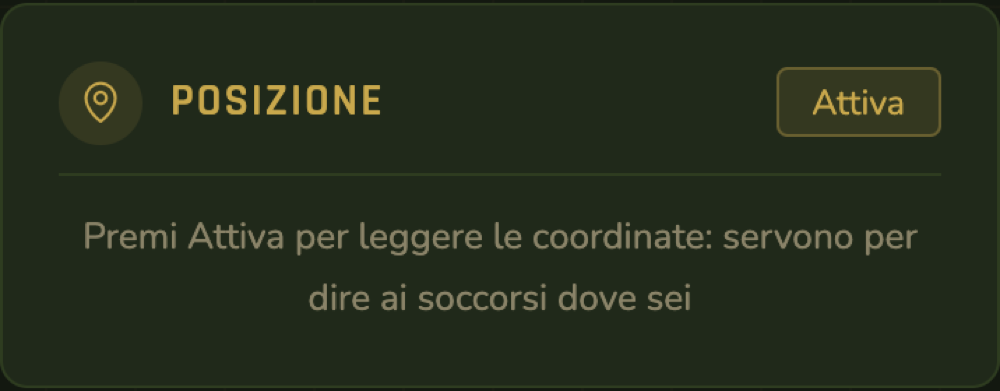 POSIZIONE
Attiva
Premi Attiva per leggere le coordinate: servono per
dire ai soccorsi dove sei